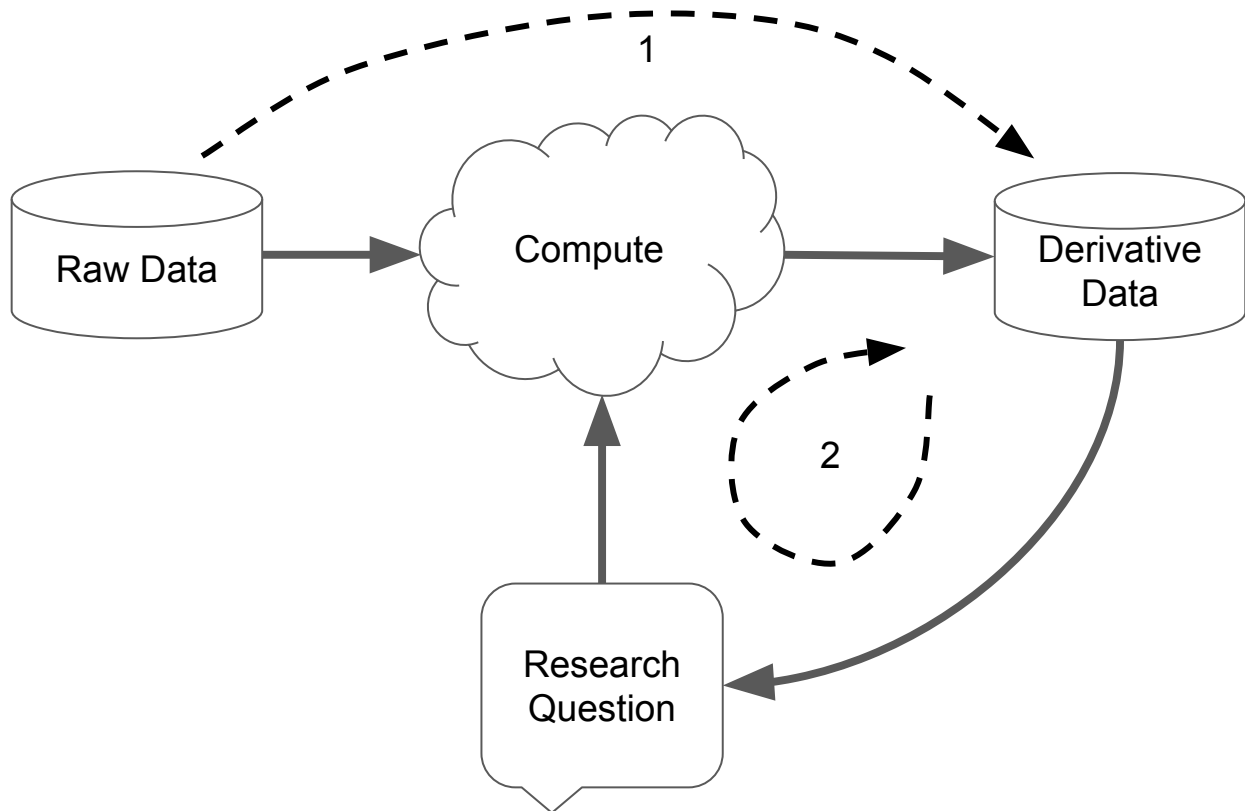 1
Raw Data
Compute
Derivative
Data
2
Research
Question